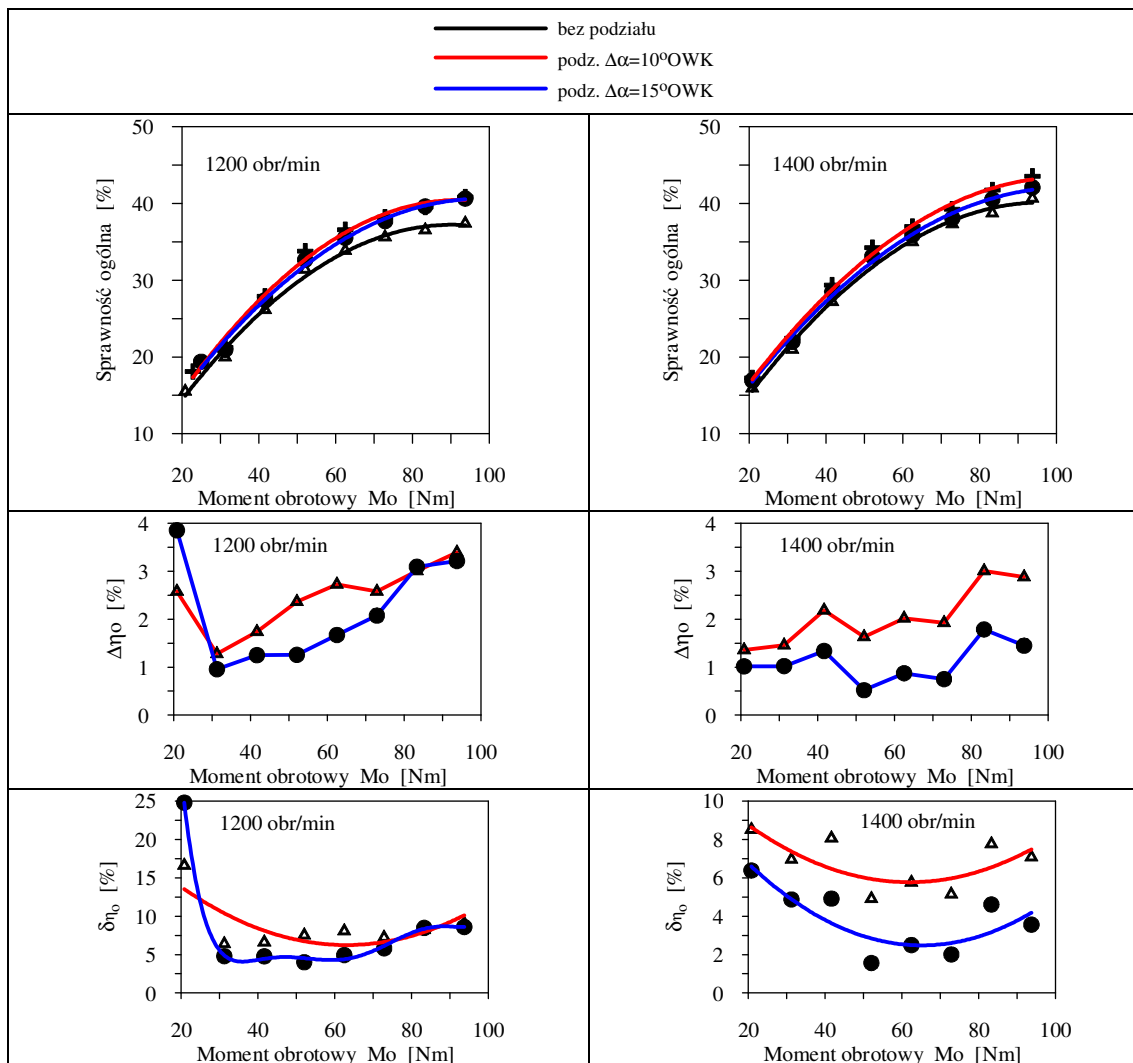 bez podziału
podz. Δα=10ºOWK
podz. Δα=15ºOWK
50
40
30
20
10
Sprawność ogólna [%]
1200 obr/min
20 40 60 80 100
Moment obrotowy Mo [Nm]
50
40
30
20
10
Sprawność ogólna [%]
1400 obr/min
20 40 60 80 100
Moment obrotowy Mo [Nm]
4
3
2
1
0
Δηo [%]
1200 obr/min
20 40 60 80 100
Moment obrotowy Mo [Nm]
4
3
2
1
0
Δηo [%]
1400 obr/min
20 40 60 80 100
Moment obrotowy Mo [Nm]
25
20
15
10
5
0
δηₒ [%]
1200 obr/min
20 40 60 80 100
Moment obrotowy Mo [Nm]
10
8
6
4
2
0
δηₒ [%]
1400 obr/min
20 40 60 80 100
Moment obrotowy Mo [Nm]